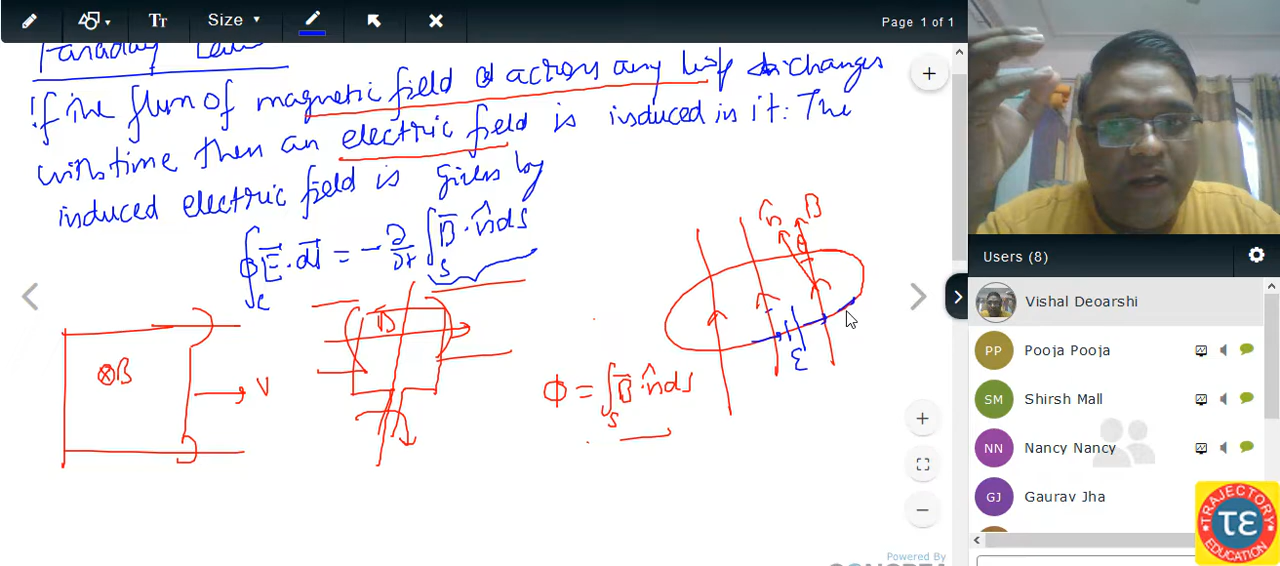 Size
Page 1 of 1
Faraday Law
If the flux of magnetic field across any loop changes
with time then an electric field is induced in it. The
induced electric field is given by
∮c E⃗·dl⃗ = -∂/∂t ∫s B̅·n̂ds
n̂ B
θ
B
⊗B
V
ε
Φ = ∫s B̅·n̂ds
Users (8)
Vishal Deoarshi
PP Pooja Pooja
SM Shirsh Mall
NN Nancy Nancy
GJ Gaurav Jha
TRAJECTORY
TE
EDUCATION
Powered By